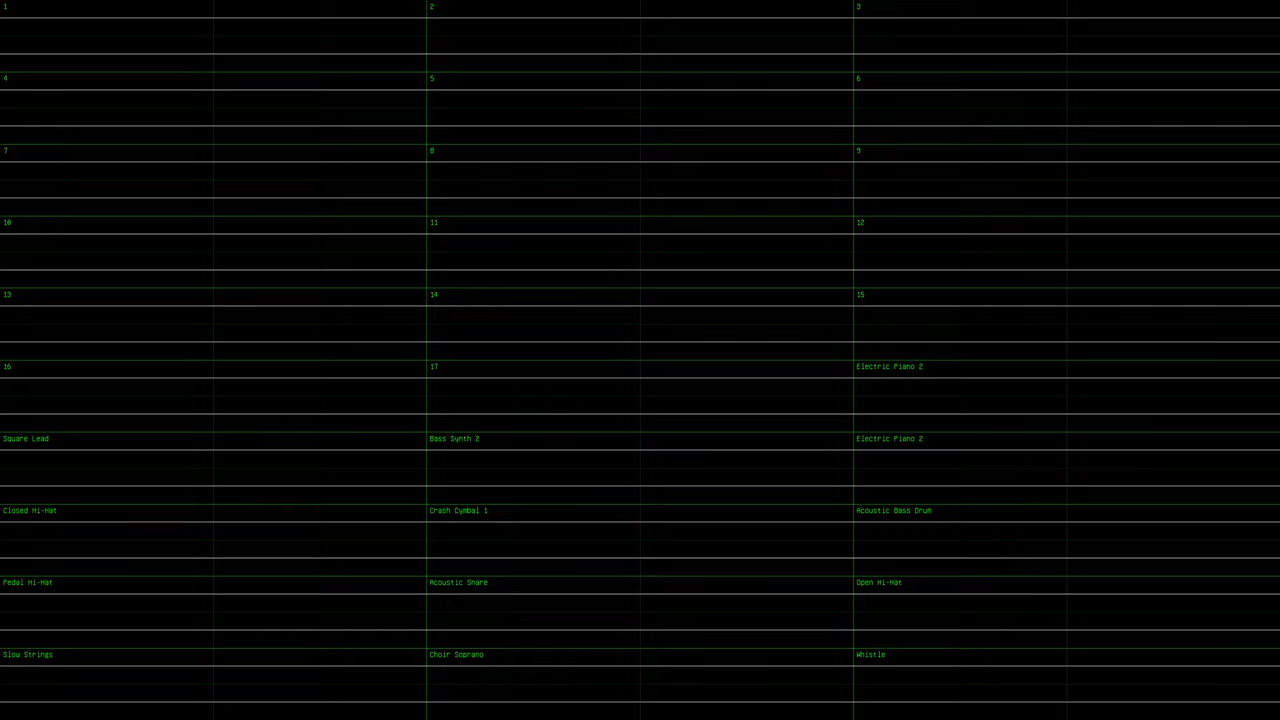 1 2 3
4 5 6
7 8 9
10 11 12
13 14 15
16 17 Electric Piano 2
Square Lead Bass Synth 2 Electric Piano 2
Closed Hi-Hat Crash Cymbal 1 Acoustic Bass Drum
Pedal Hi-Hat Acoustic Snare Open Hi-Hat
Slow Strings Choir Soprano Whistle